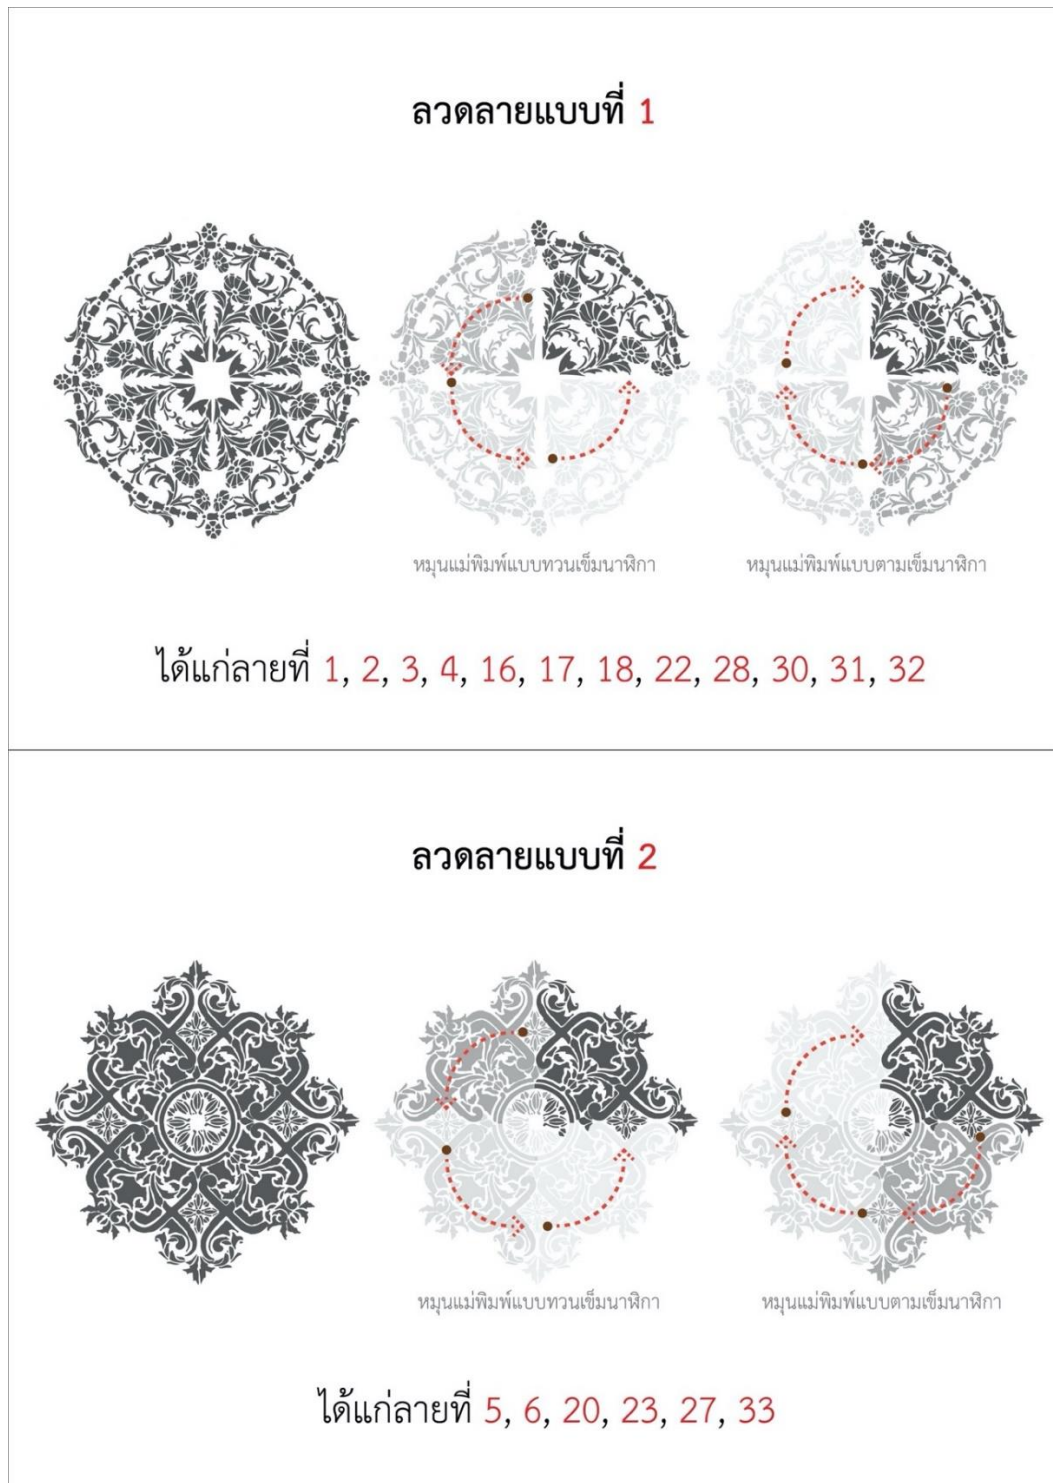 ลวดลายแบบที่ 1
หมุนแม่พิมพ์แบบทวนเข็มนาฬิกา
หมุนแม่พิมพ์แบบตามเข็มนาฬิกา
ได้แก่ลายที่ 1, 2, 3, 4, 16, 17, 18, 22, 28, 30, 31, 32
ลวดลายแบบที่ 2
หมุนแม่พิมพ์แบบทวนเข็มนาฬิกา
หมุนแม่พิมพ์แบบตามเข็มนาฬิกา
ได้แก่ลายที่ 5, 6, 20, 23, 27, 33